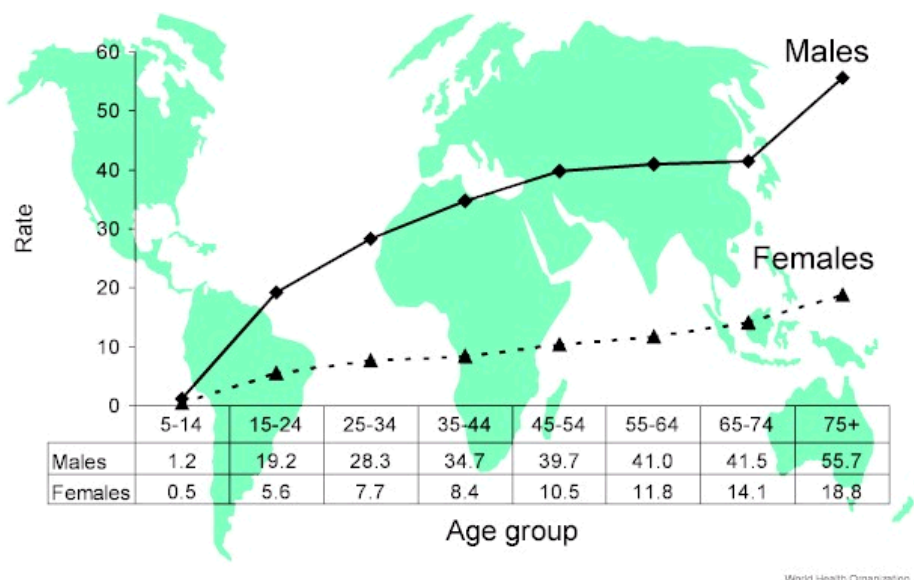 60
Males
50
40
30
Rate
Females
20
10
0
5-14 15-24 25-34 35-44 45-54 55-64 65-74 75+
Males 1.2 19.2 28.3 34.7 39.7 41.0 41.5 55.7
Females 0.5 5.6 7.7 8.4 10.5 11.8 14.1 18.8
Age group
World Health Organization